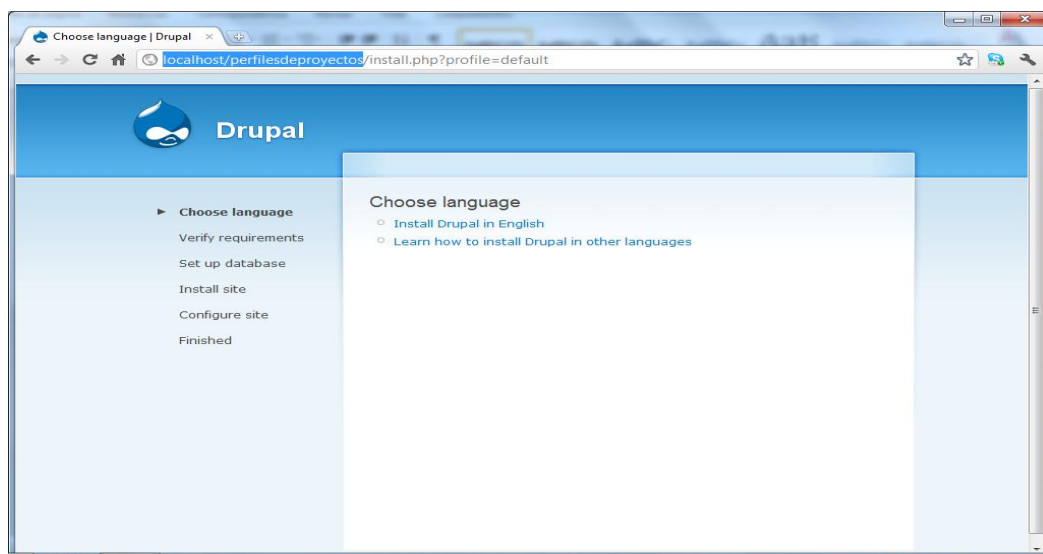 Choose language | Drupal
localhost/perfilesdeproyectos/install.php?profile=default
Drupal
Choose language
Verify requirements
Set up database
Install site
Configure site
Finished
Choose language
Install Drupal in English
Learn how to install Drupal in other languages